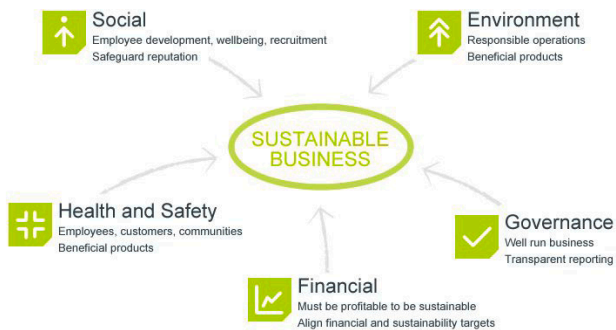 Social
Employee development, wellbeing, recruitment
Safeguard reputation
Environment
Responsible operations
Beneficial products
SUSTAINABLE
BUSINESS
Health and Safety
Employees, customers, communities
Beneficial products
Governance
Well run business
Transparent reporting
Financial
Must be profitable to be sustainable
Align financial and sustainability targets